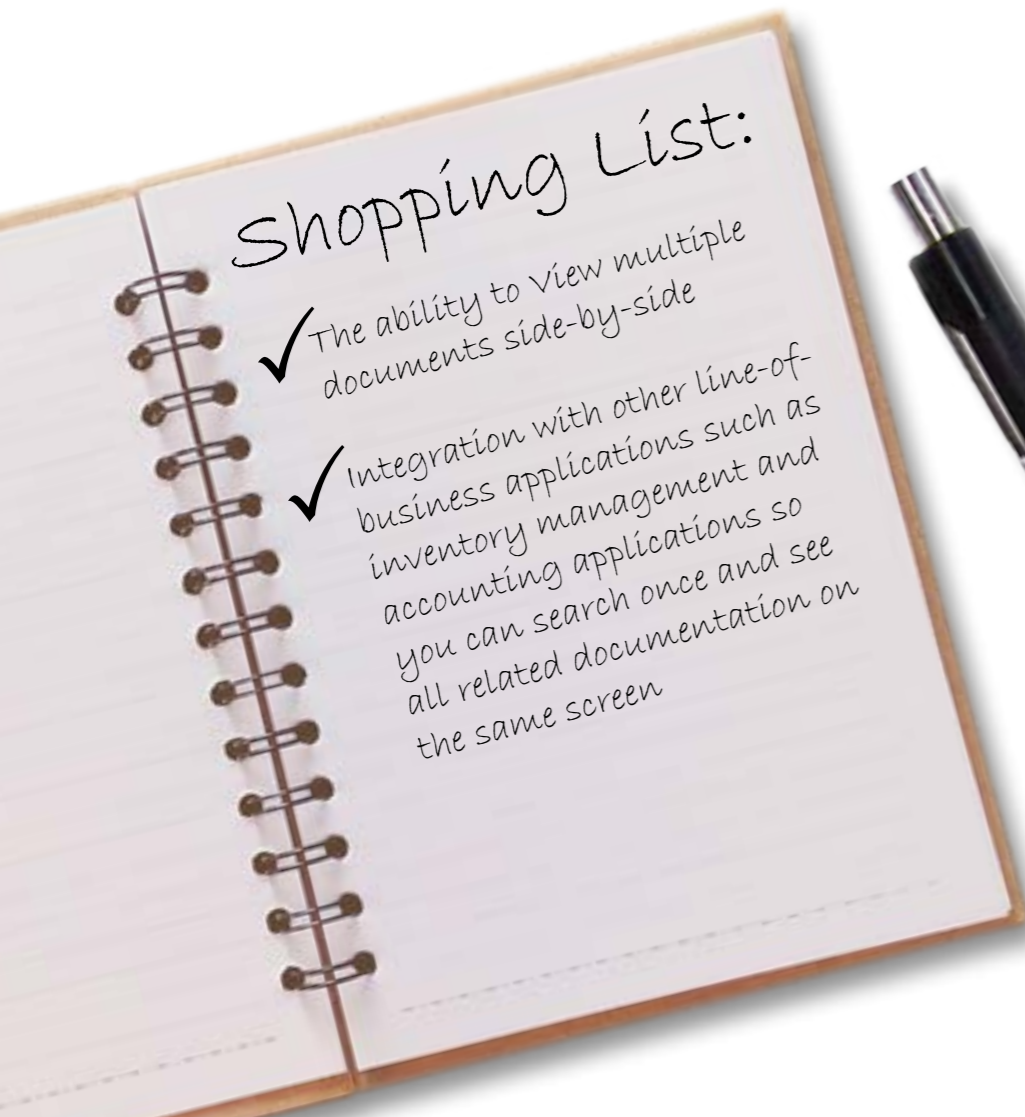 Shopping List:
✓ The ability to View multiple
documents side-by-side
✓ Integration with other line-of-
business applications such as
inventory management and
accounting applications so
you can search once and see
all related documentation on
the same screen